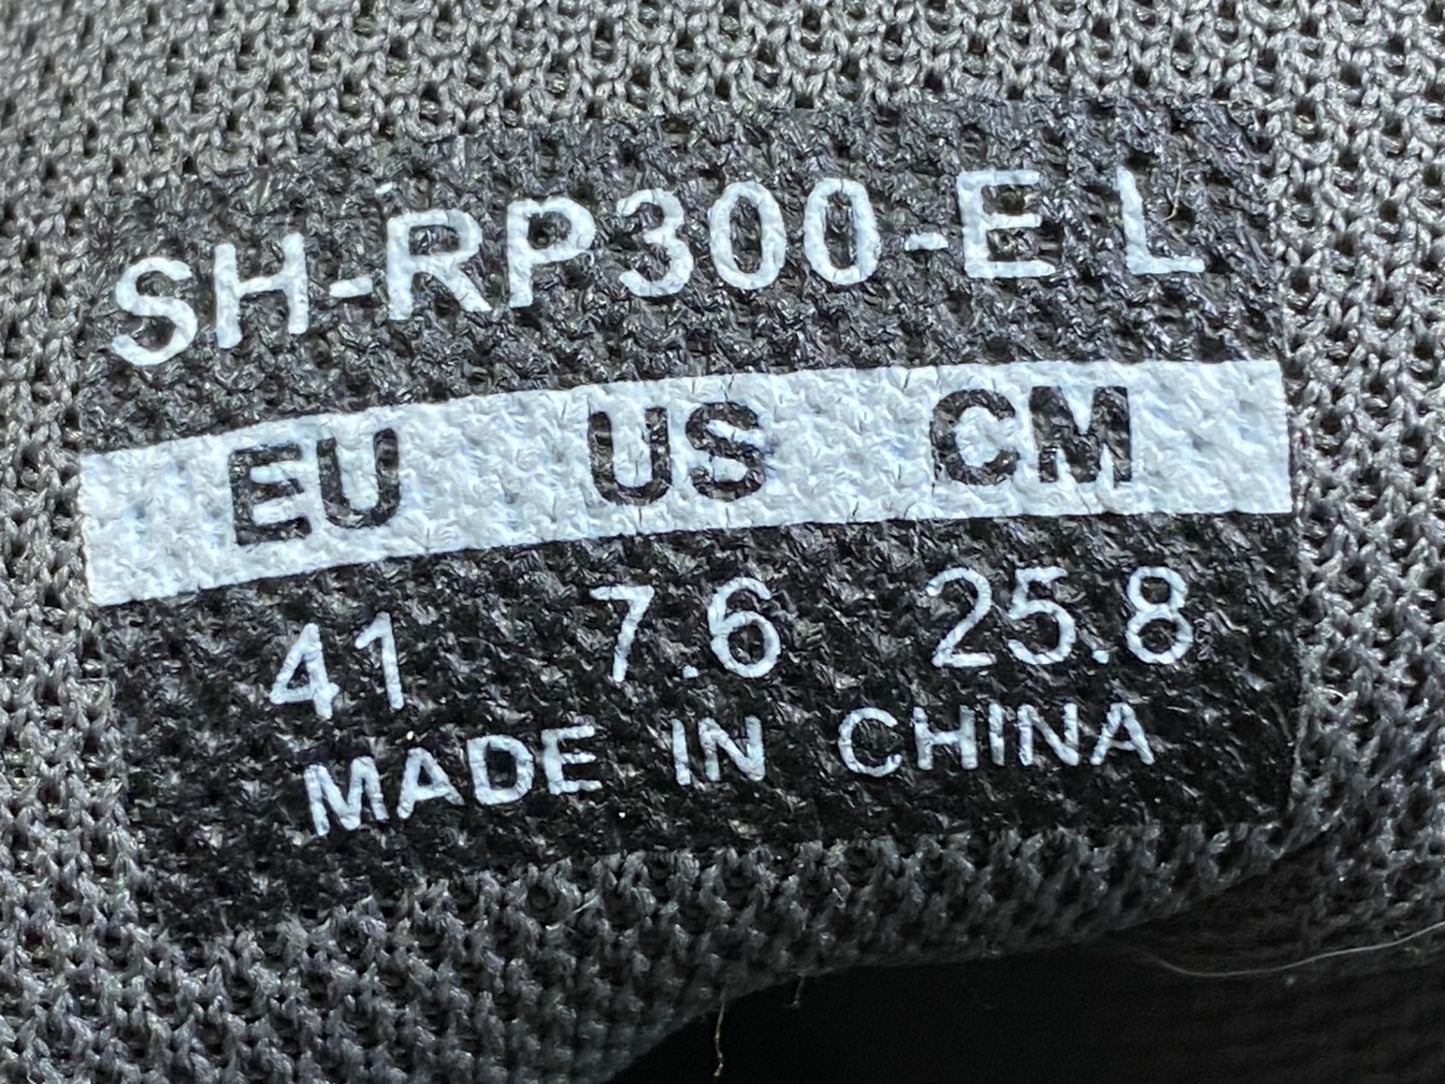 SH-RP300-E L
EU US CM
41 7.6 25.8
MADE IN CHINA